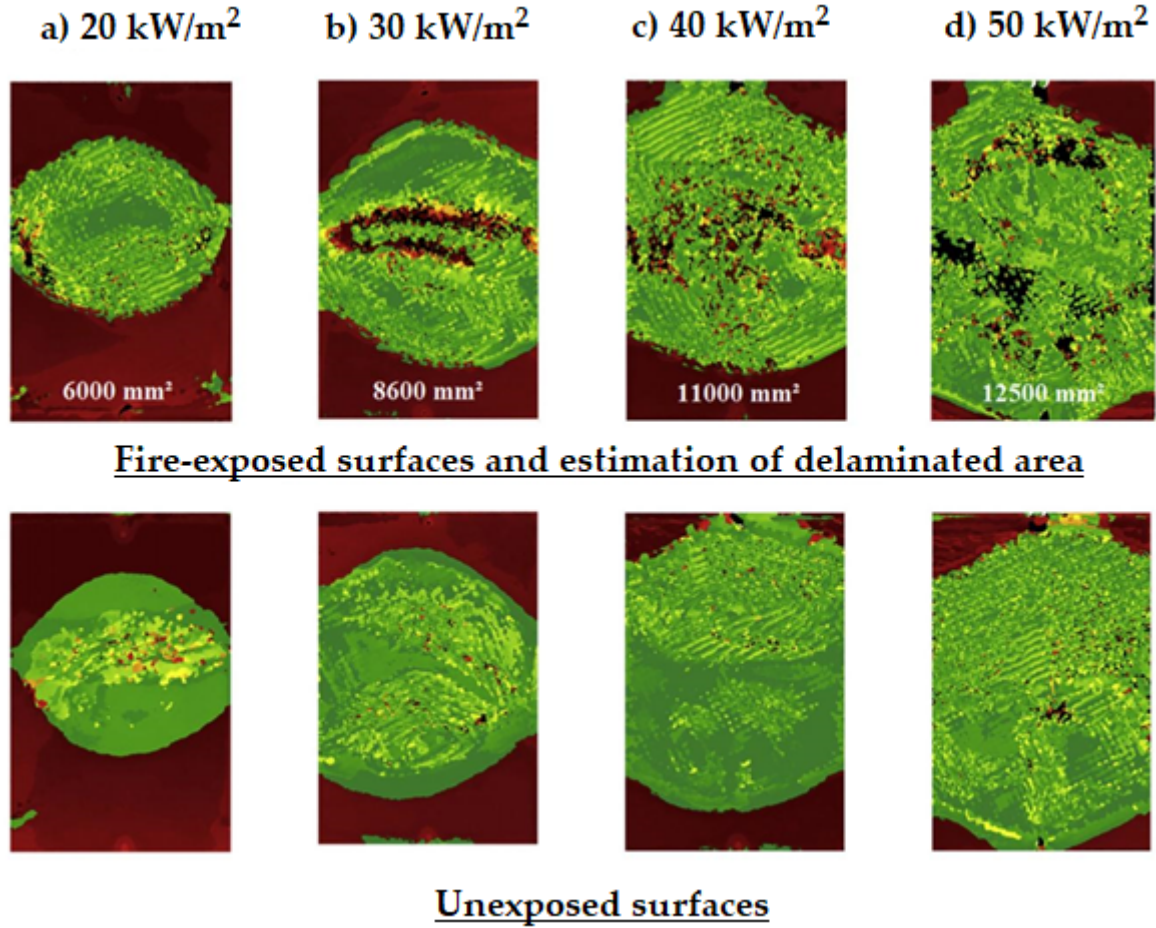 a) 20 kW/m² b) 30 kW/m² c) 40 kW/m² d) 50 kW/m²
6000 mm² 8600 mm² 11000 mm² 12500 mm²
Fire-exposed surfaces and estimation of delaminated area
Unexposed surfaces